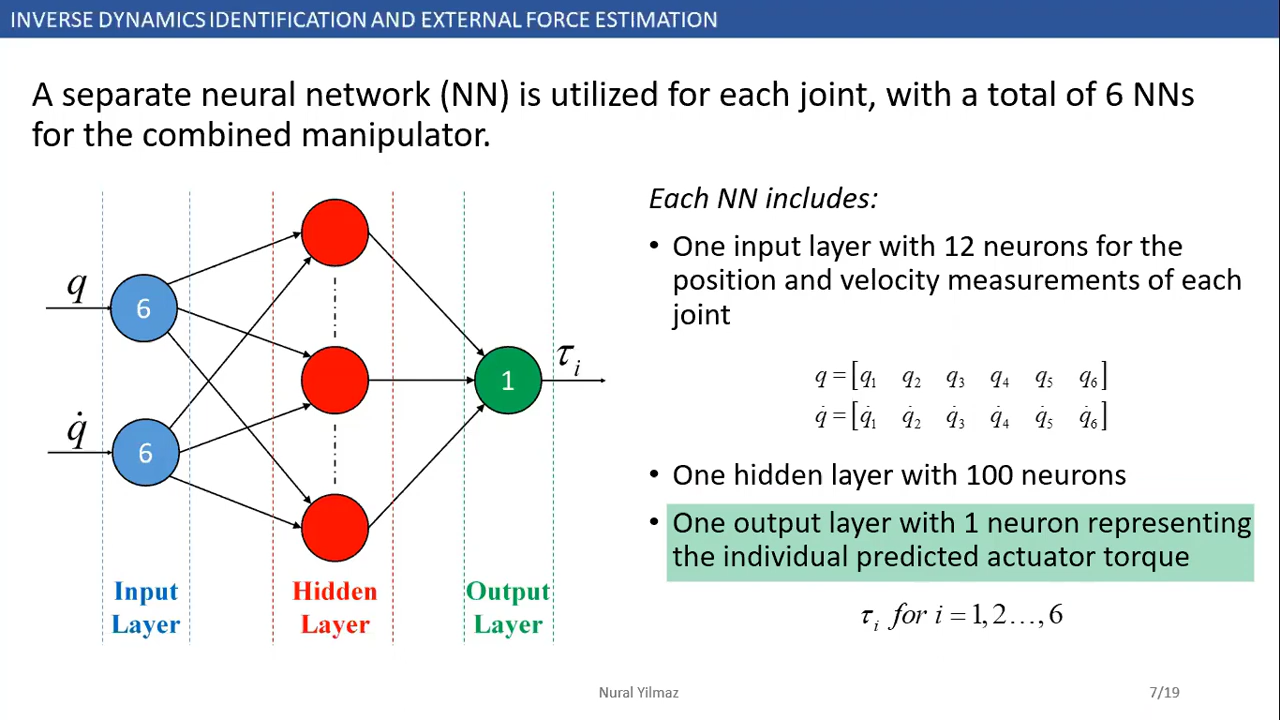 INVERSE DYNAMICS IDENTIFICATION AND EXTERNAL FORCE ESTIMATION
A separate neural network (NN) is utilized for each joint, with a total of 6 NNs
for the combined manipulator.
q
6
q̇
6
1
τᵢ
Input
Layer
Hidden
Layer
Output
Layer
Each NN includes:
• One input layer with 12 neurons for the
position and velocity measurements of each
joint
q = [q₁ q₂ q₃ q₄ q₅ q₆]
q̇ = [q̇₁ q̇₂ q̇₃ q̇₄ q̇₅ q̇₆]
• One hidden layer with 100 neurons
• One output layer with 1 neuron representing
the individual predicted actuator torque
τᵢ for i = 1, 2…, 6
Nural Yilmaz
7/19